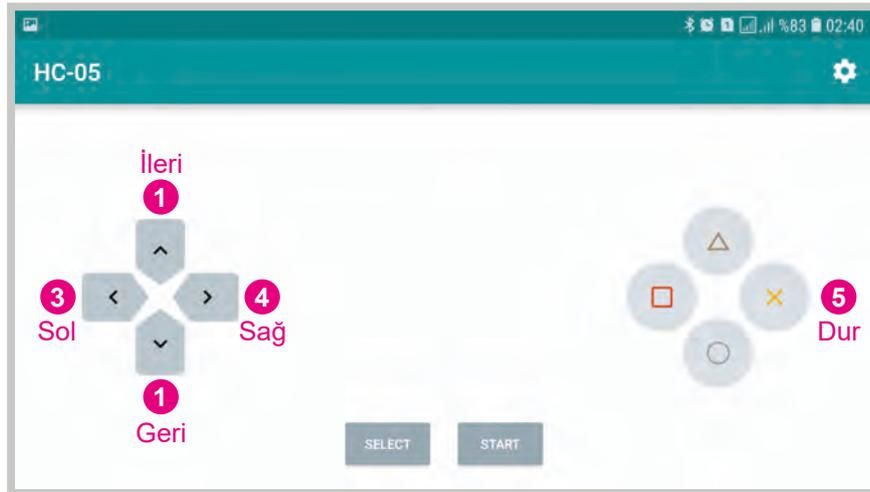 %83 02:40
HC-05
İleri
1
3
4
5
Sol
Sağ
Dur
1
Geri
SELECT
START